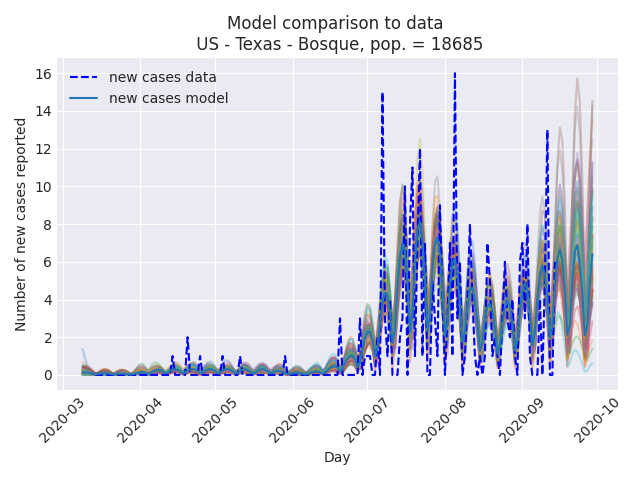 Model comparison to data
US - Texas - Bosque, pop. = 18685
new cases data
new cases model
Number of new cases reported
16
14
12
10
8
6
4
2
0
2020-03
2020-04
2020-05
2020-06
2020-07
2020-08
2020-09
2020-10
Day